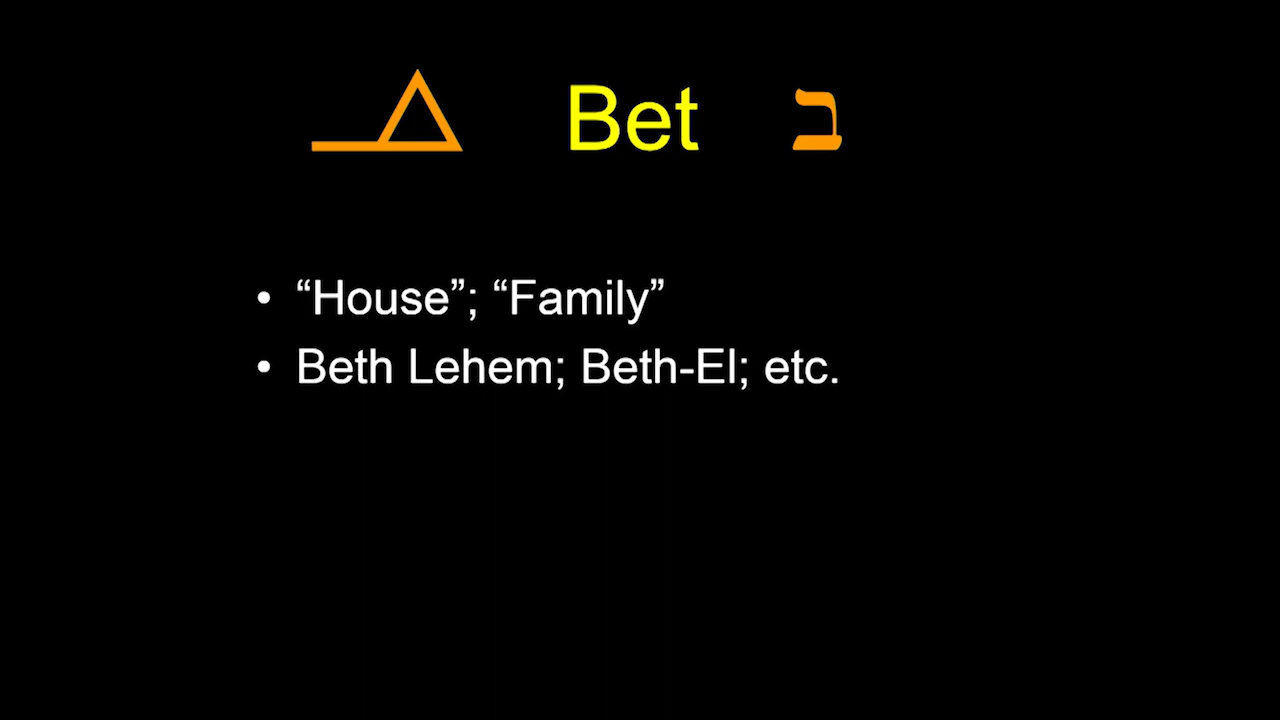 Bet ב
• “House”; “Family”
• Beth Lehem; Beth-El; etc.